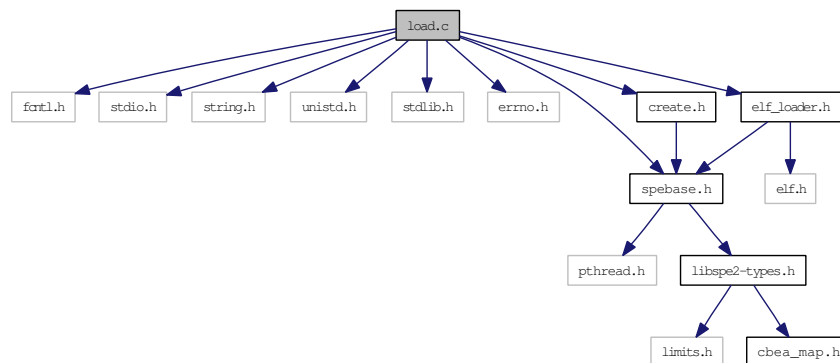 load.c
fcntl.h
stdio.h
string.h
unistd.h
stdlib.h
errno.h
create.h
elf_loader.h
spebase.h
elf.h
pthread.h
libspe2-types.h
limits.h
cbea_map.h